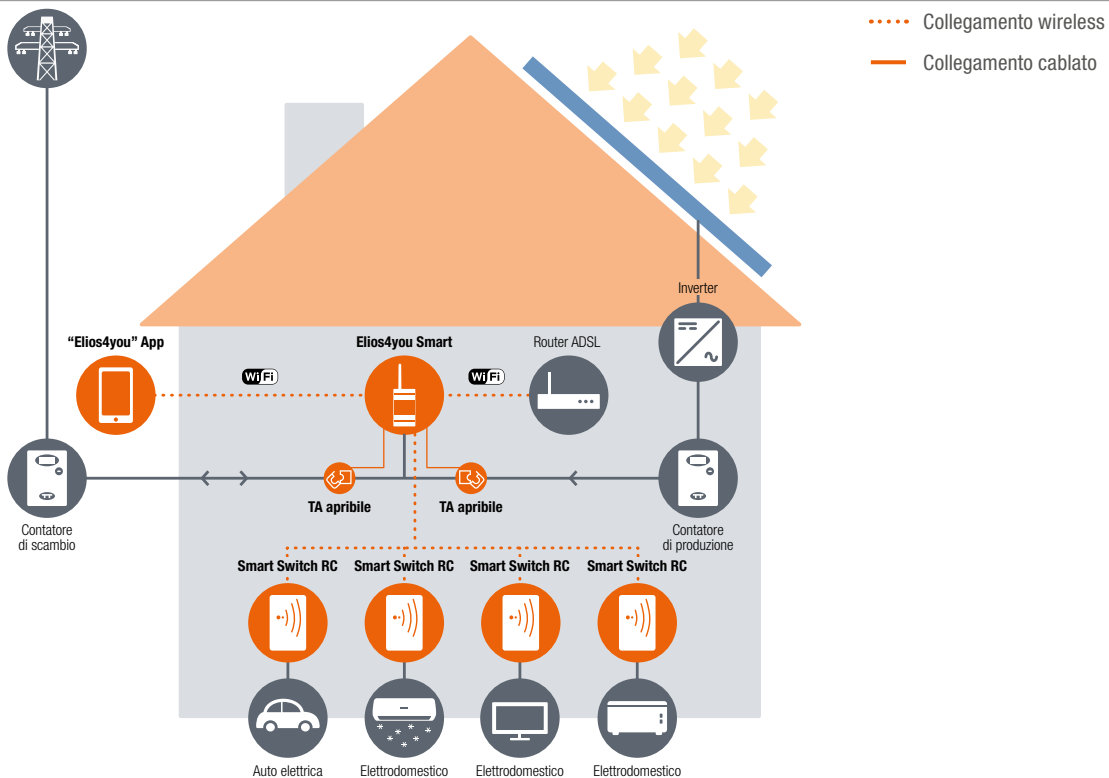 Collegamento wireless
Collegamento cablato
Inverter
“Elios4you” App
Elios4you Smart
Router ADSL
WiFi
WiFi
TA apribile
TA apribile
Contatore
di scambio
Contatore
di produzione
Smart Switch RC
Smart Switch RC
Smart Switch RC
Smart Switch RC
Auto elettrica
Elettrodomestico
Elettrodomestico
Elettrodomestico